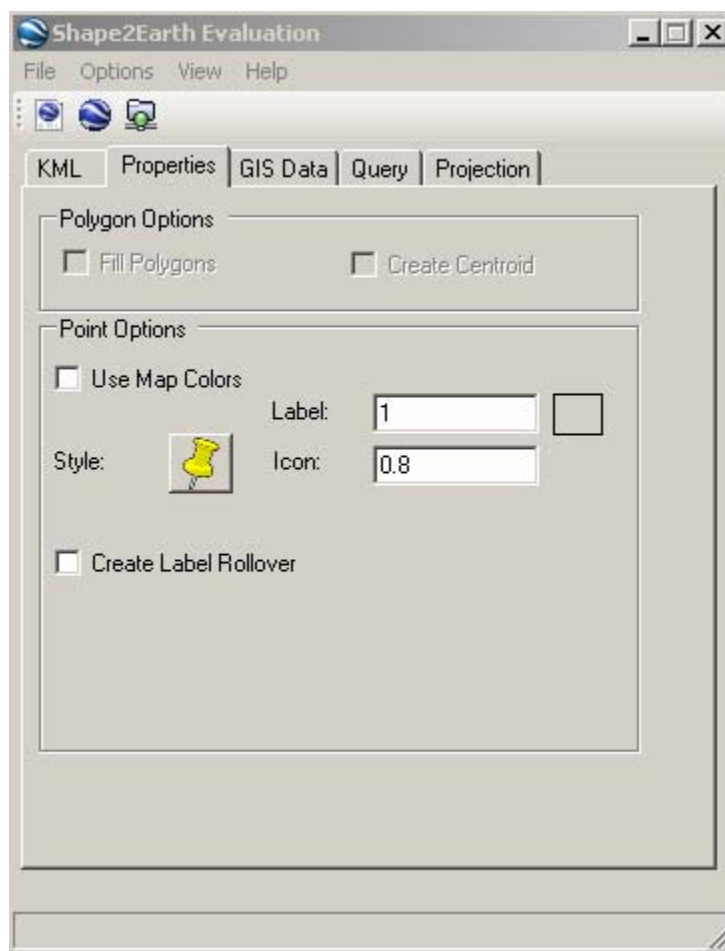 Shape2Earth Evaluation
File Options View Help
KML Properties GIS Data Query Projection
Polygon Options
Fill Polygons Create Centroid
Point Options
Use Map Colors
Label: 1
Style: Icon: 0.8
Create Label Rollover